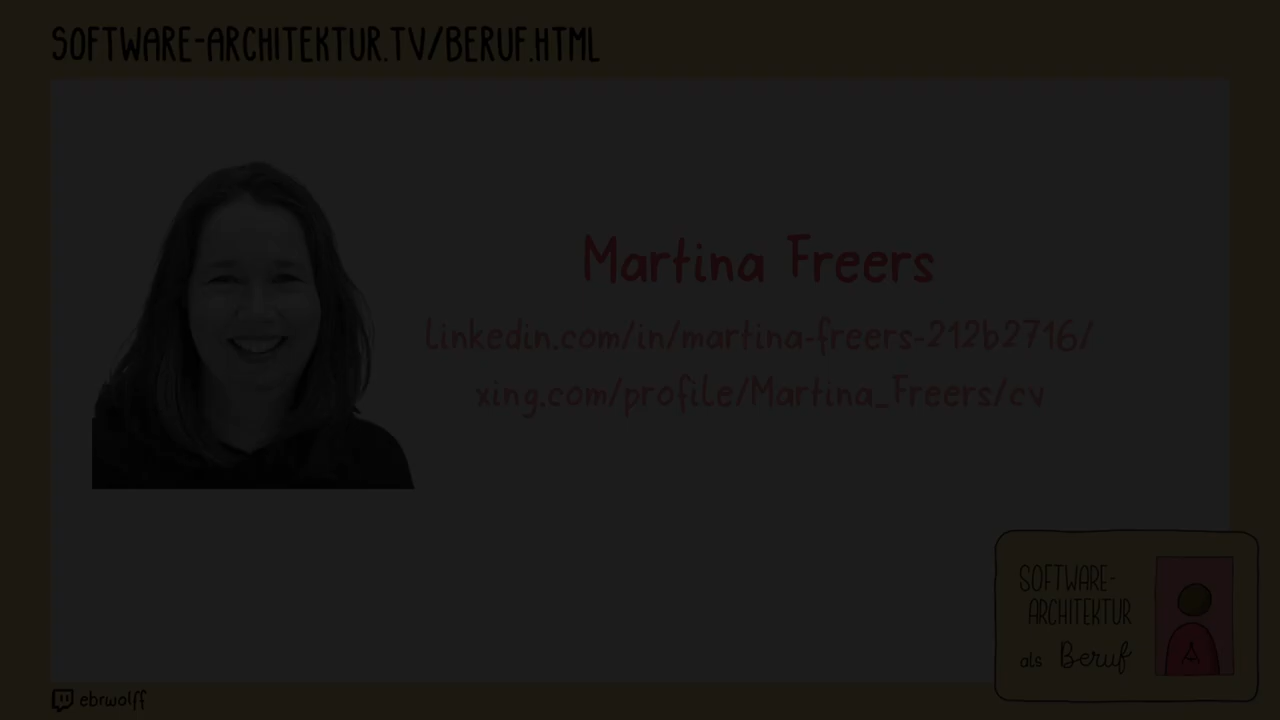 SOFTWARE-ARCHITEKTUR.TV/BERUF.HTML
Martina Freers
linkedin.com/in/martina-freers-212b2716/
xing.com/profile/Martina_Freers/cv
SOFTWARE-
ARCHITEKTUR
als Beruf
ebrwolff